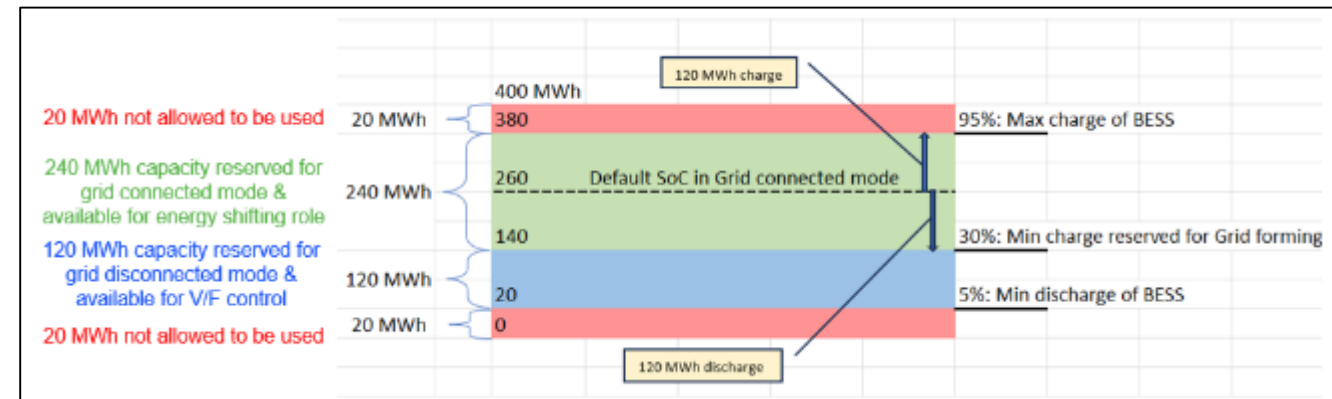 120 MWh charge
400 MWh
20 MWh not allowed to be used
20 MWh
380
95%: Max charge of BESS
240 MWh capacity reserved for
grid connected mode &
available for energy shifting role
240 MWh
260
Default SoC in Grid connected mode
140
30%: Min charge reserved for Grid forming
120 MWh capacity reserved for
grid disconnected mode &
available for V/F control
120 MWh
20
5%: Min discharge of BESS
20 MWh not allowed to be used
20 MWh
0
120 MWh discharge